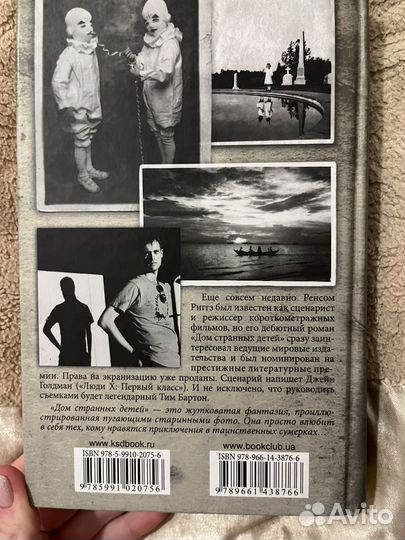 Еще совсем недавно Ренсом
Риггз был известен как сценарист
и режиссер короткометражных
фильмов, но его дебютный роман
«Дом странных детей» сразу заин-
тересовал ведущие мировые изда-
тельства и был номинирован на
престижные литературные пре-
мии. Права на экранизацию уже проданы. Сценарий напишет Джейн
Голдман («Люди Х: Первый класс»). И не исключено, что руководить
съемками будет легендарный Тим Бартон.
«Дом странных детей» — это жутковатая фантазия, проиллю-
стрированная пугающими старинными фото. Она просто влюбит
в себя тех, кому нравятся приключения в таинственных сумерках...
www.ksdbook.ru
www.bookclub.ua
ISBN 978-5-9910-2075-6
ISBN 978-966-14-3876-6
9 785991 020756
9 789661 438766
Avito